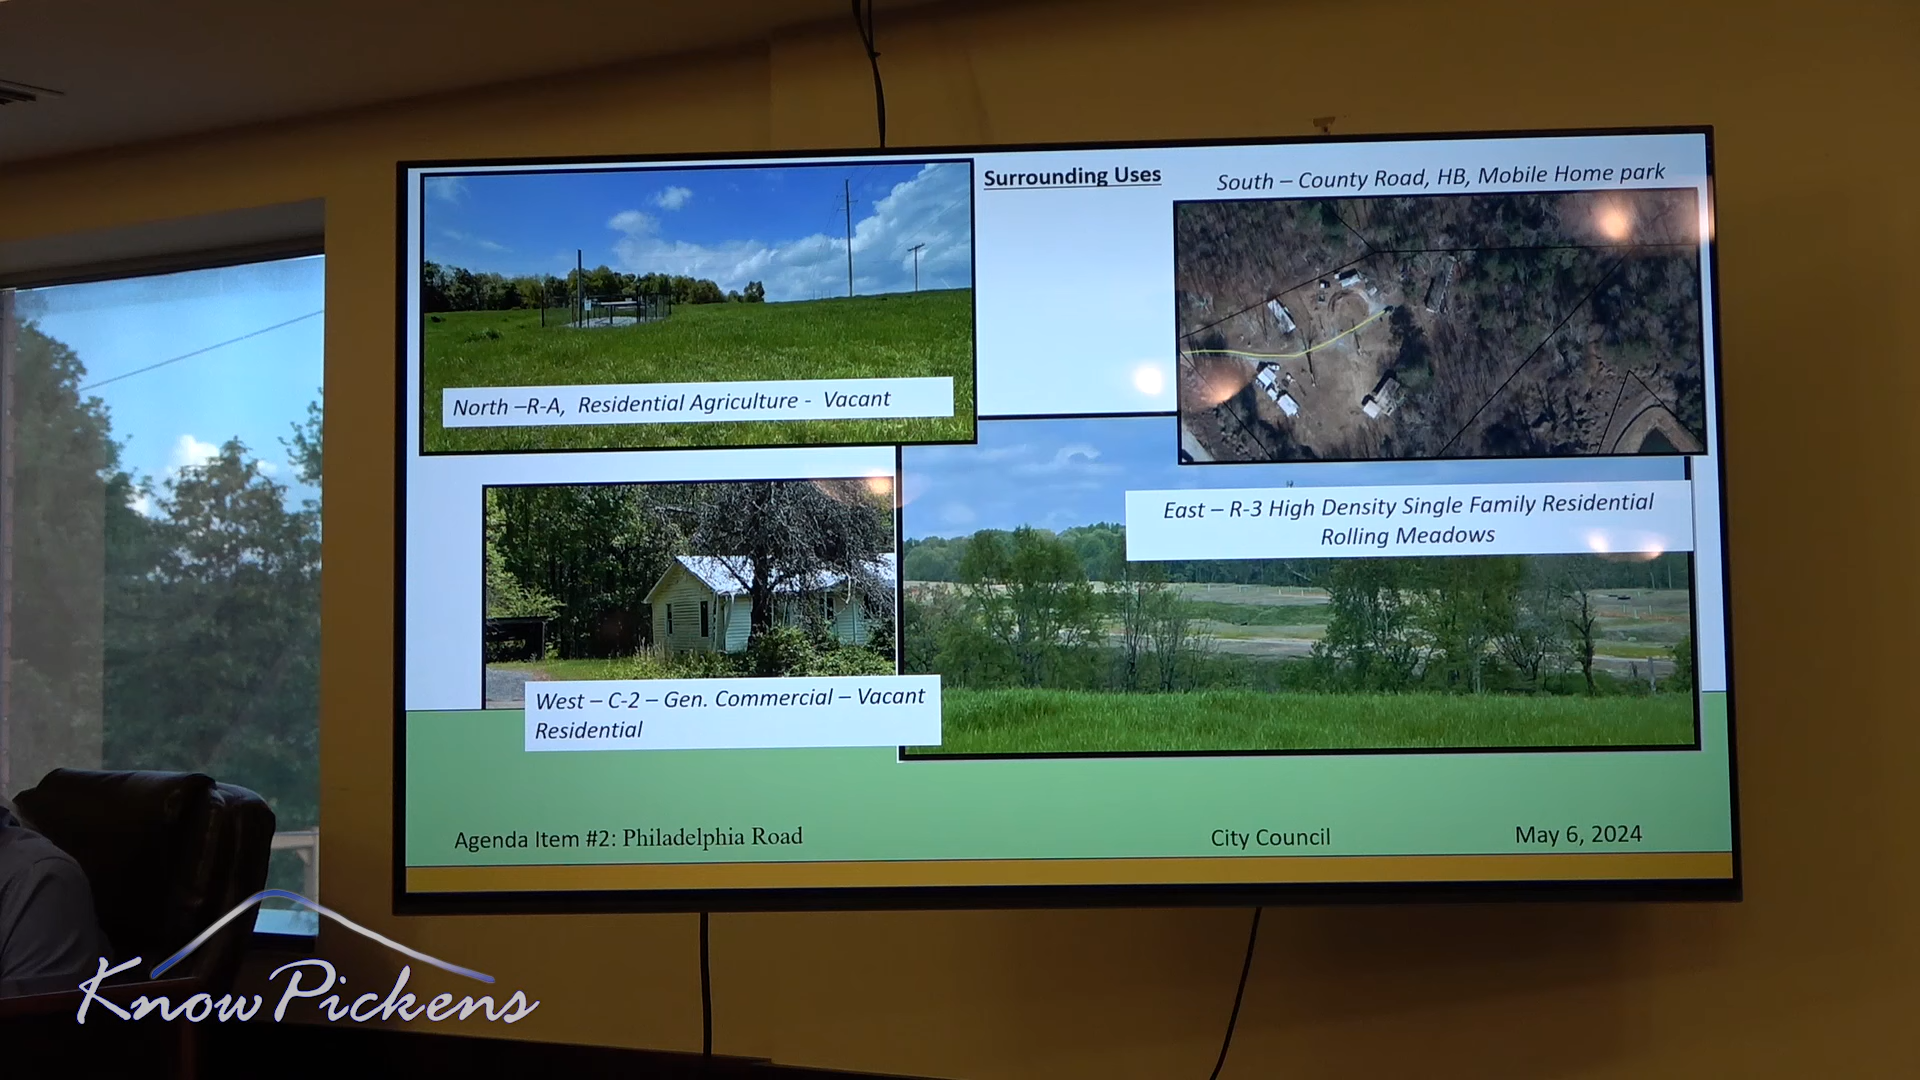 Surrounding Uses
South – County Road, HB, Mobile Home park
North –R-A, Residential Agriculture - Vacant
East – R-3 High Density Single Family Residential
Rolling Meadows
West – C-2 – Gen. Commercial – Vacant
Residential
Agenda Item #2: Philadelphia Road
City Council
May 6, 2024
KnowPickens